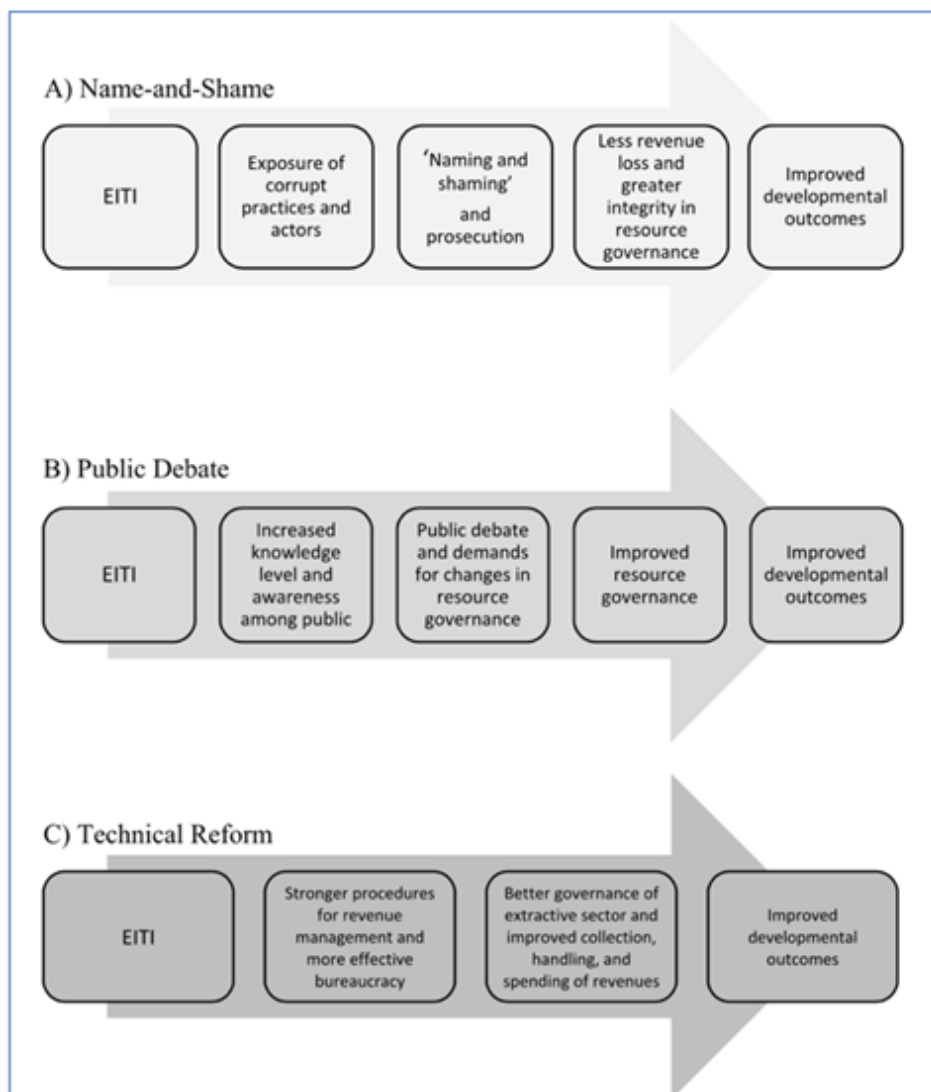 A) Name-and-Shame
EITI
Exposure of
corrupt
practices and
actors
‘Naming and
shaming’
and
prosecution
Less revenue
loss and
greater
integrity in
resource
governance
Improved
developmental
outcomes
B) Public Debate
EITI
Increased
knowledge
level and
awareness
among public
Public debate
and demands
for changes in
resource
governance
Improved
resource
governance
Improved
developmental
outcomes
C) Technical Reform
EITI
Stronger procedures
for revenue
management and
more effective
bureaucracy
Better governance of
extractive sector and
improved collection,
handling, and
spending of revenues
Improved
developmental
outcomes